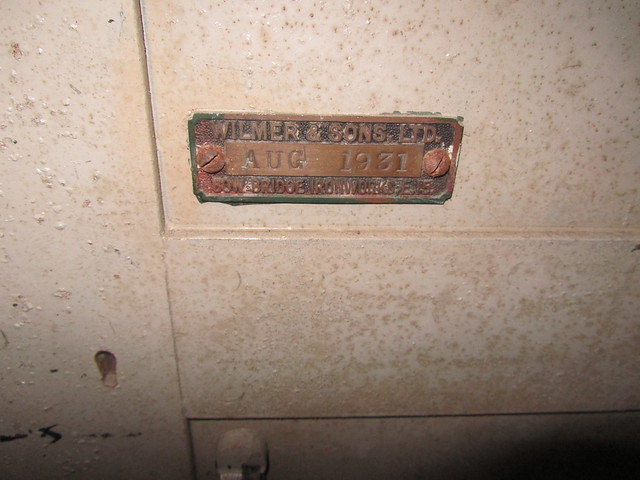 WILMER & SONS. LTD.
AUG 1931
BOW BRIDGE IRONWORKS. E.15.